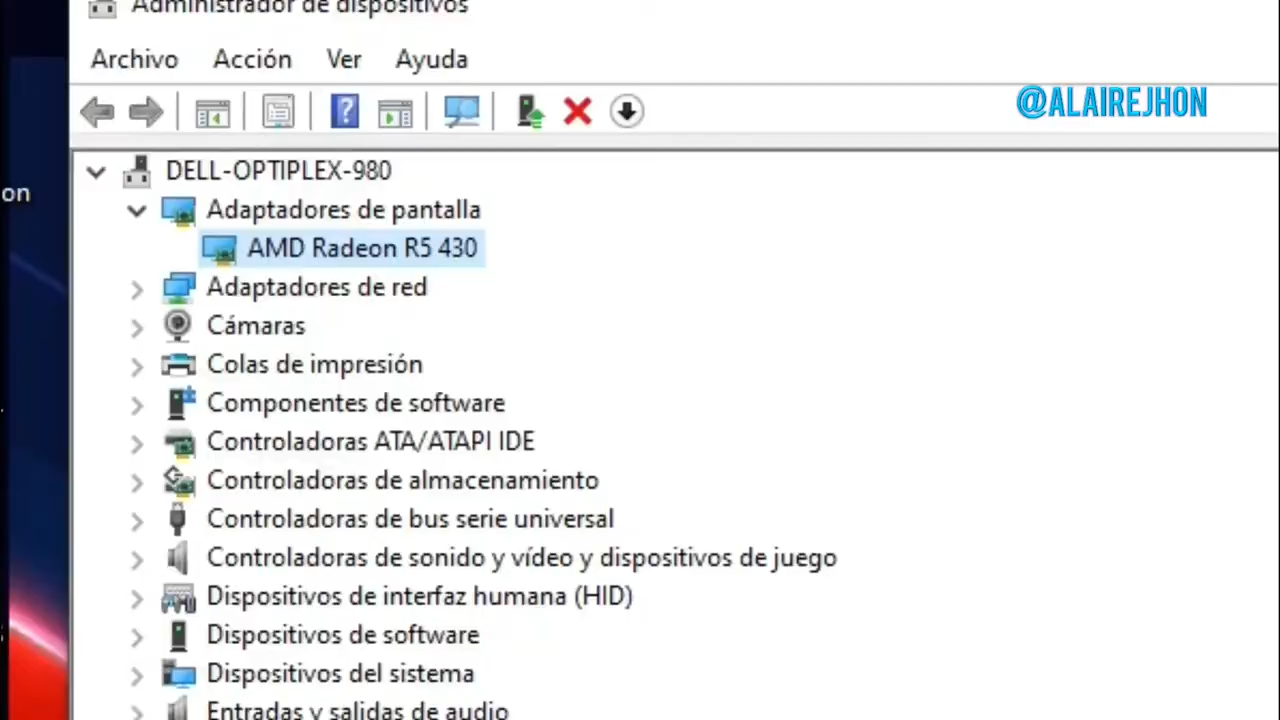 Administrador de dispositivos
Archivo Acción Ver Ayuda
@ALAIREJHON
on
DELL-OPTIPLEX-980
Adaptadores de pantalla
AMD Radeon R5 430
Adaptadores de red
Cámaras
Colas de impresión
Componentes de software
Controladoras ATA/ATAPI IDE
Controladoras de almacenamiento
Controladoras de bus serie universal
Controladoras de sonido y vídeo y dispositivos de juego
Dispositivos de interfaz humana (HID)
Dispositivos de software
Dispositivos del sistema
Entradas y salidas de audio